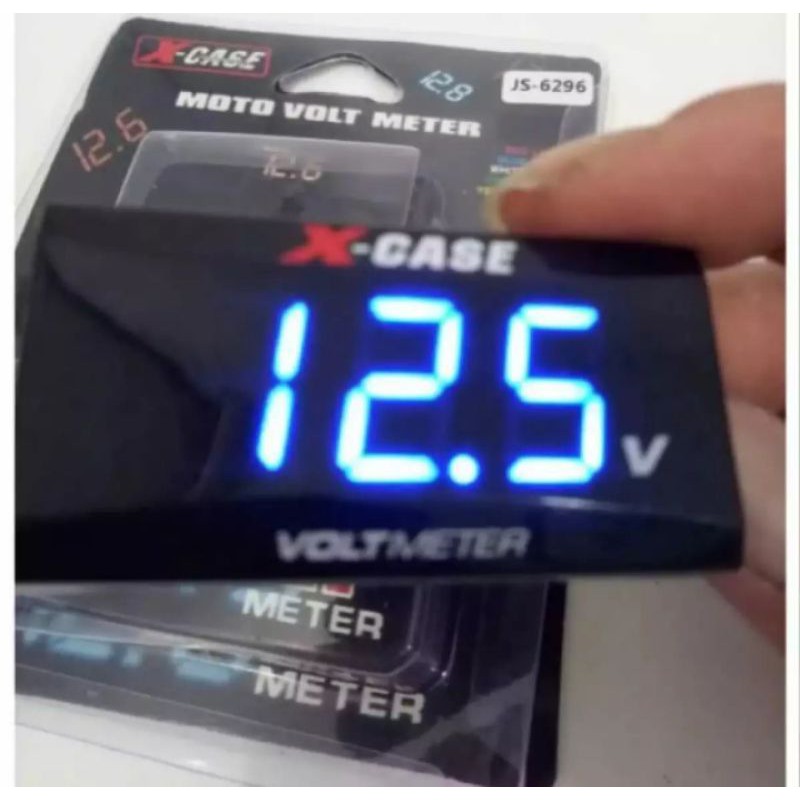 X-CASE
12.8
JS-6296
MOTO VOLT METER
12.6
12.6
X-CASE
12.5 V
VOLTMETER
METER
METER